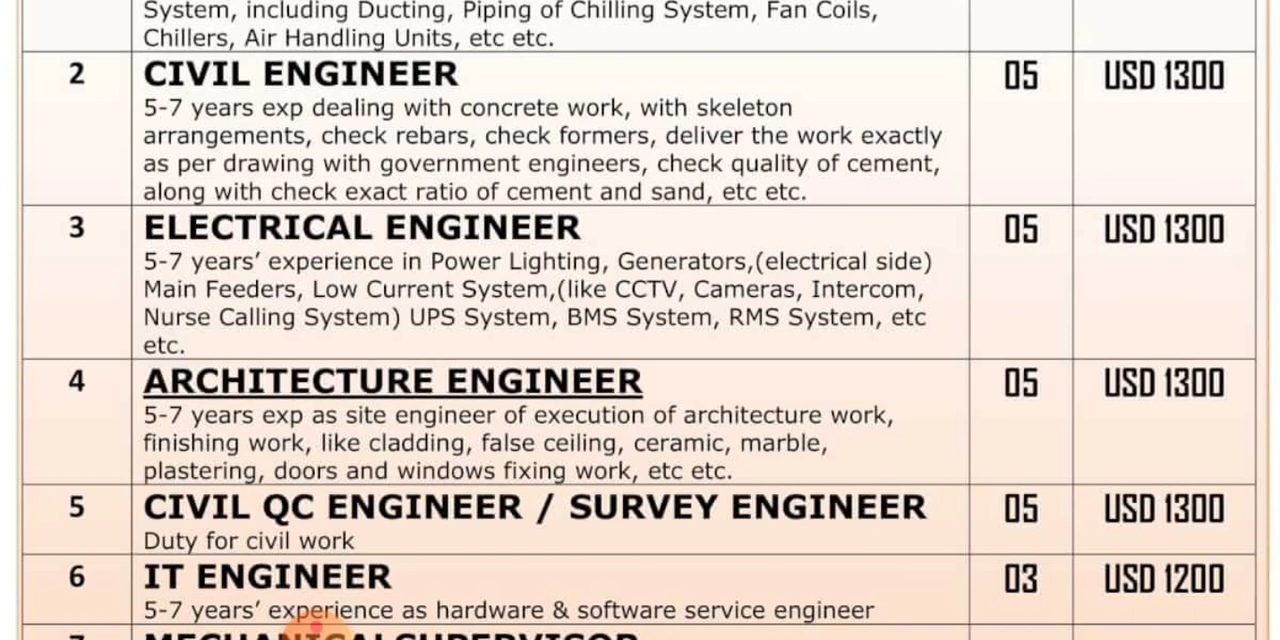 System, including Ducting, Piping of Chilling System, Fan Coils,
Chillers, Air Handling Units, etc etc.
2 CIVIL ENGINEER 05 USD 1300
5-7 years exp dealing with concrete work, with skeleton
arrangements, check rebars, check formers, deliver the work exactly
as per drawing with government engineers, check quality of cement,
along with check exact ratio of cement and sand, etc etc.
3 ELECTRICAL ENGINEER 05 USD 1300
5-7 years’ experience in Power Lighting, Generators,(electrical side)
Main Feeders, Low Current System,(like CCTV, Cameras, Intercom,
Nurse Calling System) UPS System, BMS System, RMS System, etc
etc.
4 ARCHITECTURE ENGINEER 05 USD 1300
5-7 years exp as site engineer of execution of architecture work,
finishing work, like cladding, false ceiling, ceramic, marble,
plastering, doors and windows fixing work, etc etc.
5 CIVIL QC ENGINEER / SURVEY ENGINEER 05 USD 1300
Duty for civil work
6 IT ENGINEER 03 USD 1200
5-7 years’ experience as hardware & software service engineer
7 MECHANICAL SUPERVISOR